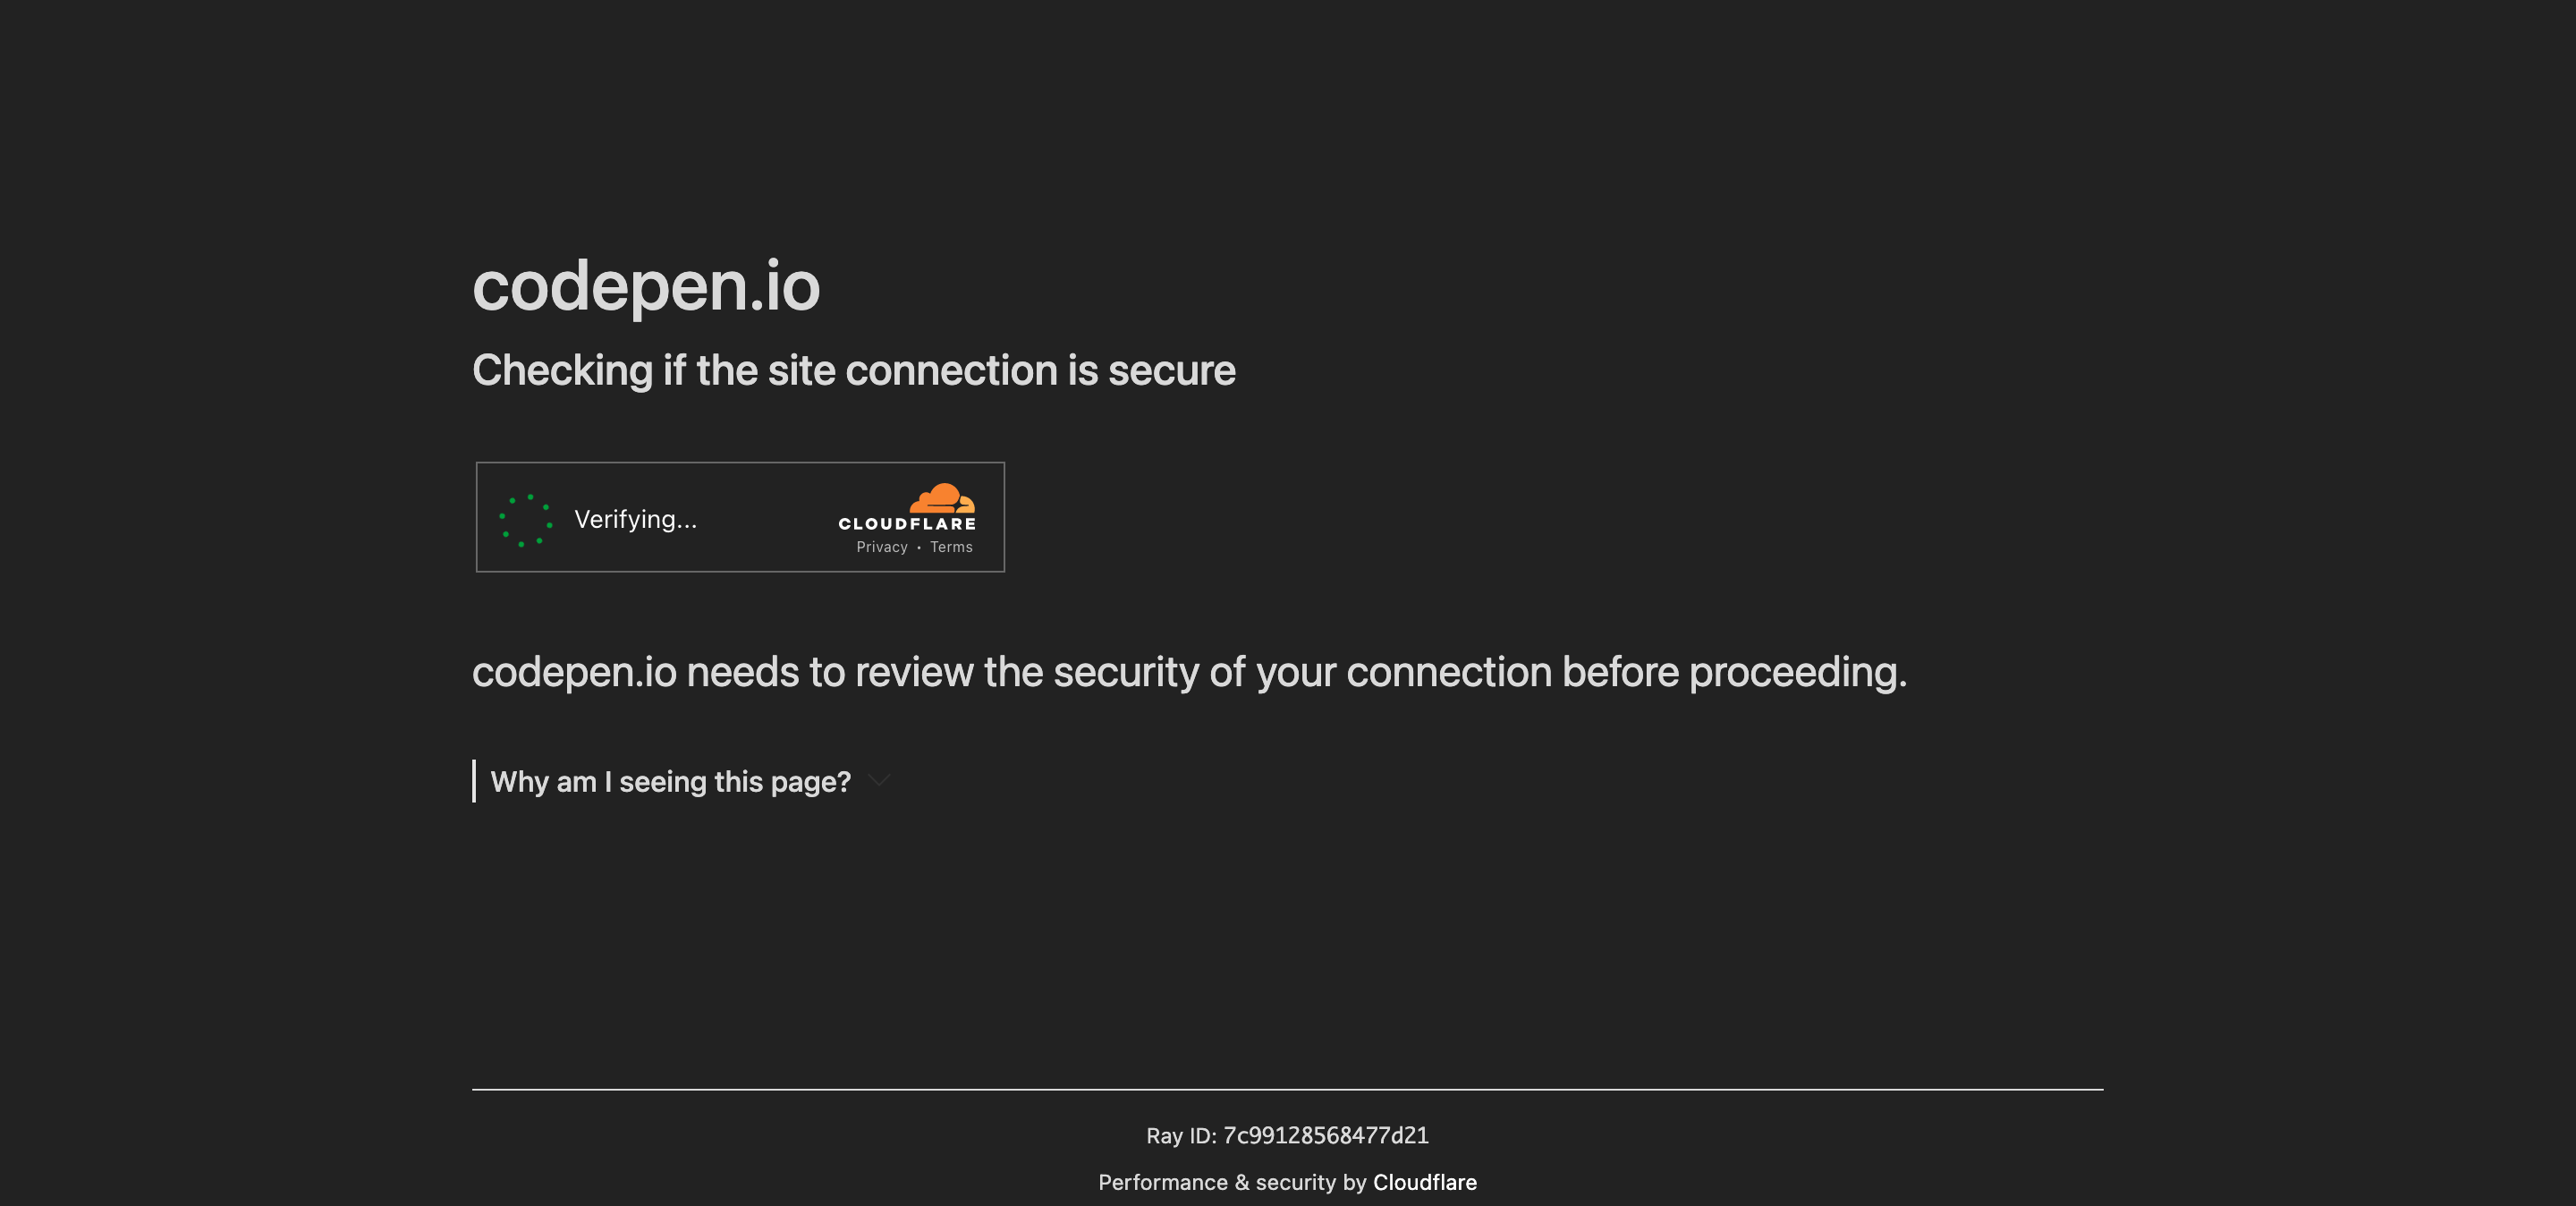 codepen.io
Checking if the site connection is secure
Verifying...
CLOUDFLARE
Privacy • Terms
codepen.io needs to review the security of your connection before proceeding.
Why am I seeing this page?
Ray ID: 7c99128568477d21
Performance & security by Cloudflare